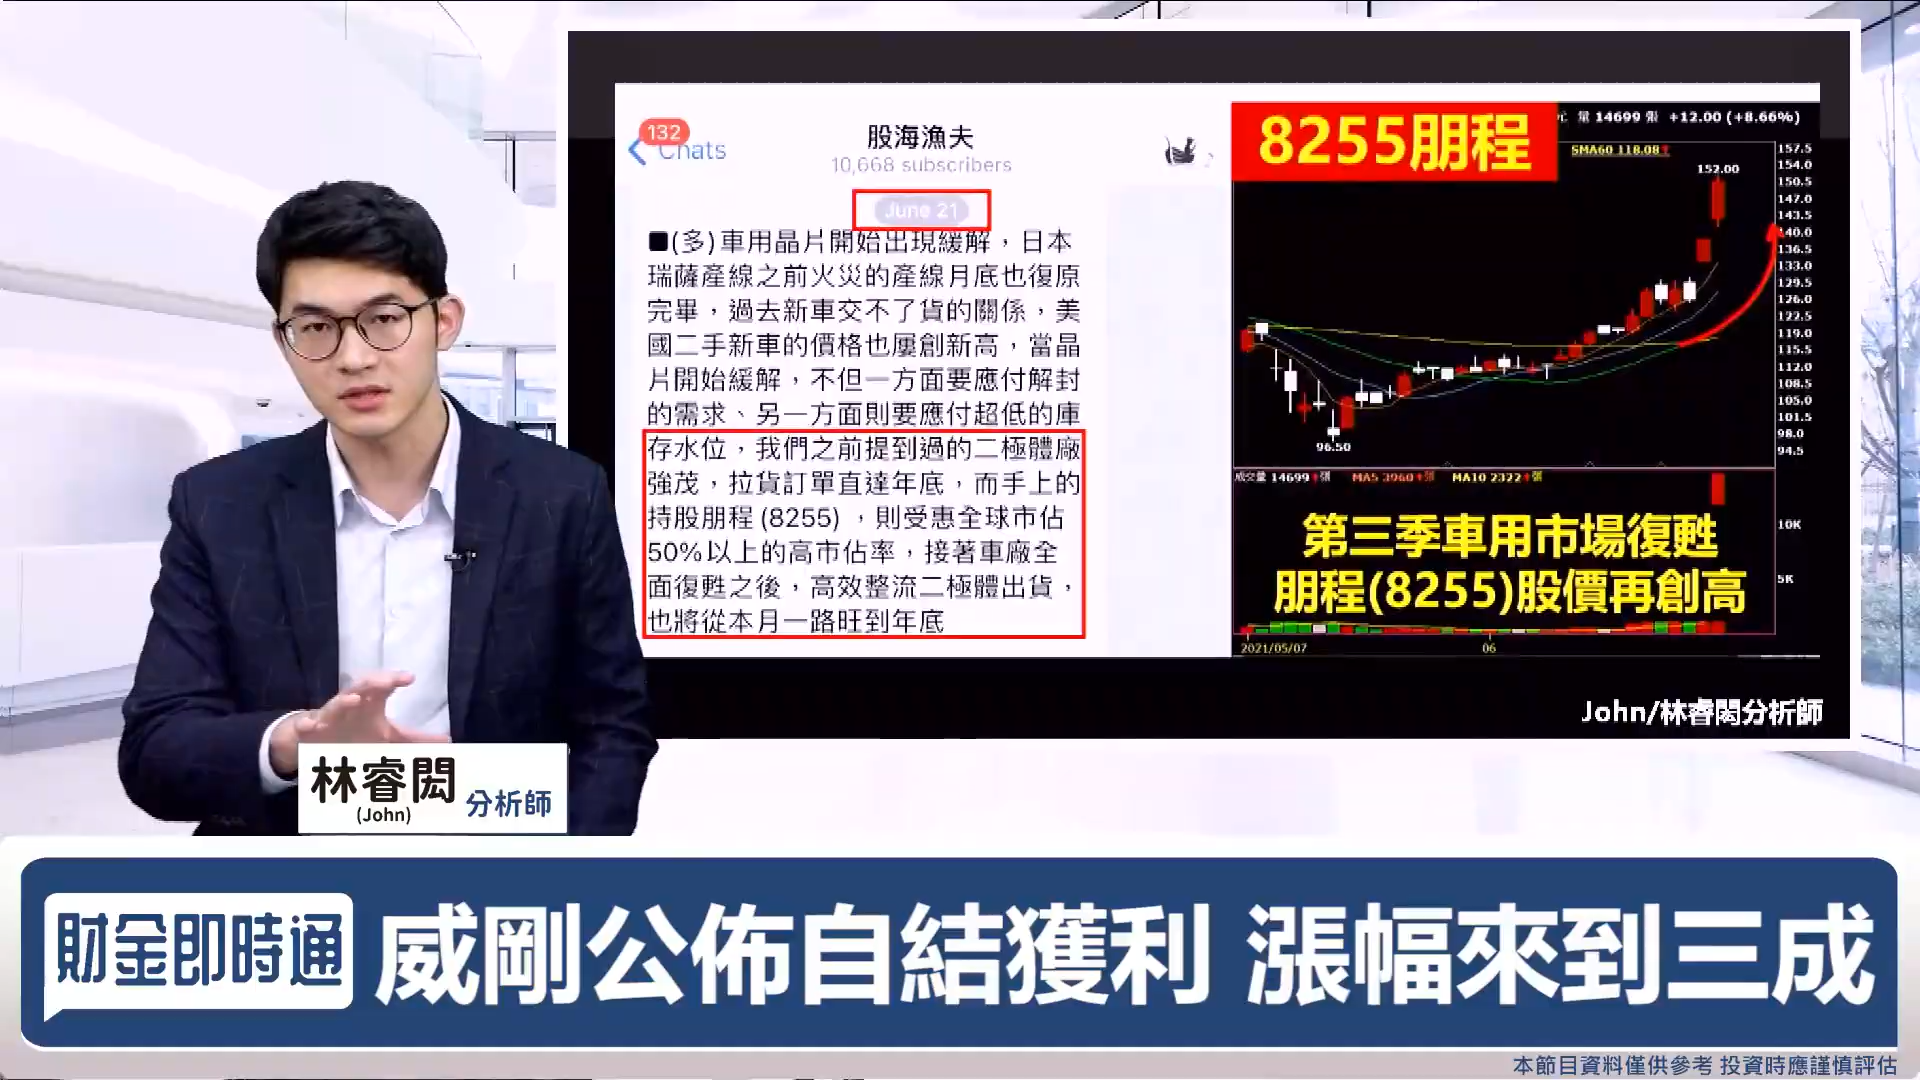 132
Chats
股海漁夫
10,668 subscribers
June 21
■(多)車用晶片開始出現緩解，日本
瑞薩產線之前火災的產線月底也復原
完畢，過去新車交不了貨的關係，美
國二手新車的價格也屢創新高，當晶
片開始緩解，不但一方面要應付解封
的需求、另一方面則要應付超低的庫
存水位，我們之前提到過的二極體廠
強茂，拉貨訂單直達年底，而手上的
持股朋程(8255)，則受惠全球市佔
50%以上的高市佔率，接著車廠全
面復甦之後，高效整流二極體出貨，
也將從本月一路旺到年底
8255朋程
量 14699 張 +12.00 (+8.66%)
SMA60 118.08
152.00
96.50
157.5
154.0
150.5
147.0
143.5
140.0
136.5
133.0
129.5
126.0
122.5
119.0
115.5
112.0
108.5
105.0
101.5
98.0
94.5
成交量 14699 張 MA5 3960 張 MA10 2322 張
10K
5K
第三季車用市場復甦
朋程(8255)股價再創高
2021/05/07
06
John/林睿閎分析師
林睿閎
(John)
分析師
財金即時通
威剛公佈自結獲利 漲幅來到三成
本節目資料僅供參考 投資時應謹慎評估